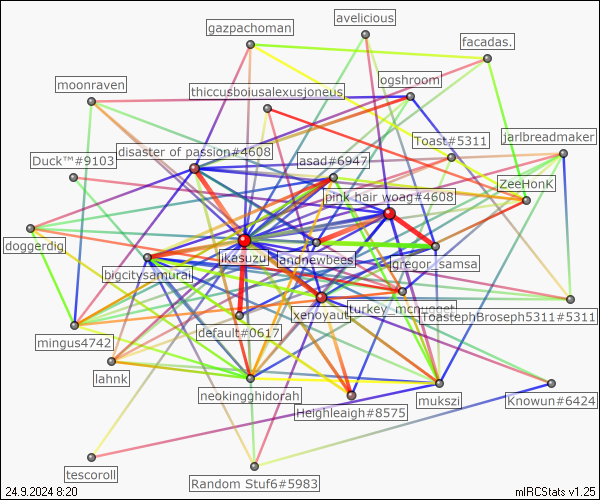 avelicious
gazpachoman
facadas.
ogshroom
moonraven
thiccusboiusalexusjoneus
Toast#5311
jarlbreadmaker
disaster of passion#4608
Duck™#9103
asad#6947
ZeeHonK
pink hair woag#4608
doggerdig
jkasuzu
landnewbees
gregor_samsa
bigcitysamurai
xenoyaut
turkey_mcnugget
ToastephBroseph5311#5311
default#0617
mingus4742
lahnk
neokingghidorah
Heighleaigh#8575
mukszi
Knowun#6424
tescoroll
Random Stuf6#5983
24.9.2024 8:20
mIRCStats v1.25